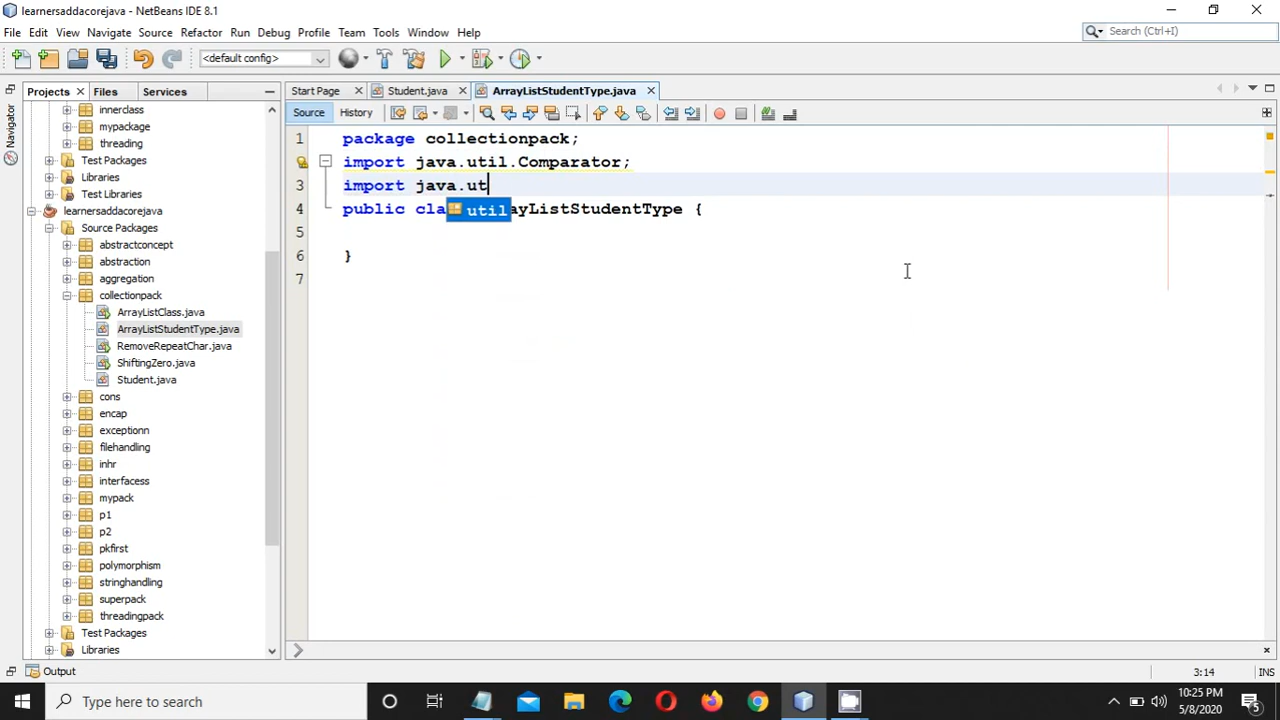 learnersaddacorejava - NetBeans IDE 8.1
File Edit View Navigate Source Refactor Run Debug Profile Team Tools Window Help
Search (Ctrl+I)
<default config>
Projects Files Services
Start Page Student.java ArrayListStudentType.java
Source History
Navigator
innerclass
mypackage
threading
Test Packages
Libraries
Test Libraries
learnersaddacorejava
Source Packages
abstractconcept
abstraction
aggregation
collectionpack
ArrayListClass.java
ArrayListStudentType.java
RemoveRepeatChar.java
ShiftingZero.java
Student.java
cons
encap
exceptionn
filehandling
inhr
interfacess
mypack
p1
p2
pkfirst
polymorphism
stringhandling
superpack
threadingpack
Test Packages
Libraries
1 package collectionpack;
2 import java.util.Comparator;
3 import java.ut
4 public cla ayListStudentType {
util
5
6 }
7
Output
3:14 INS
Type here to search
10:25 PM
5/8/2020
5